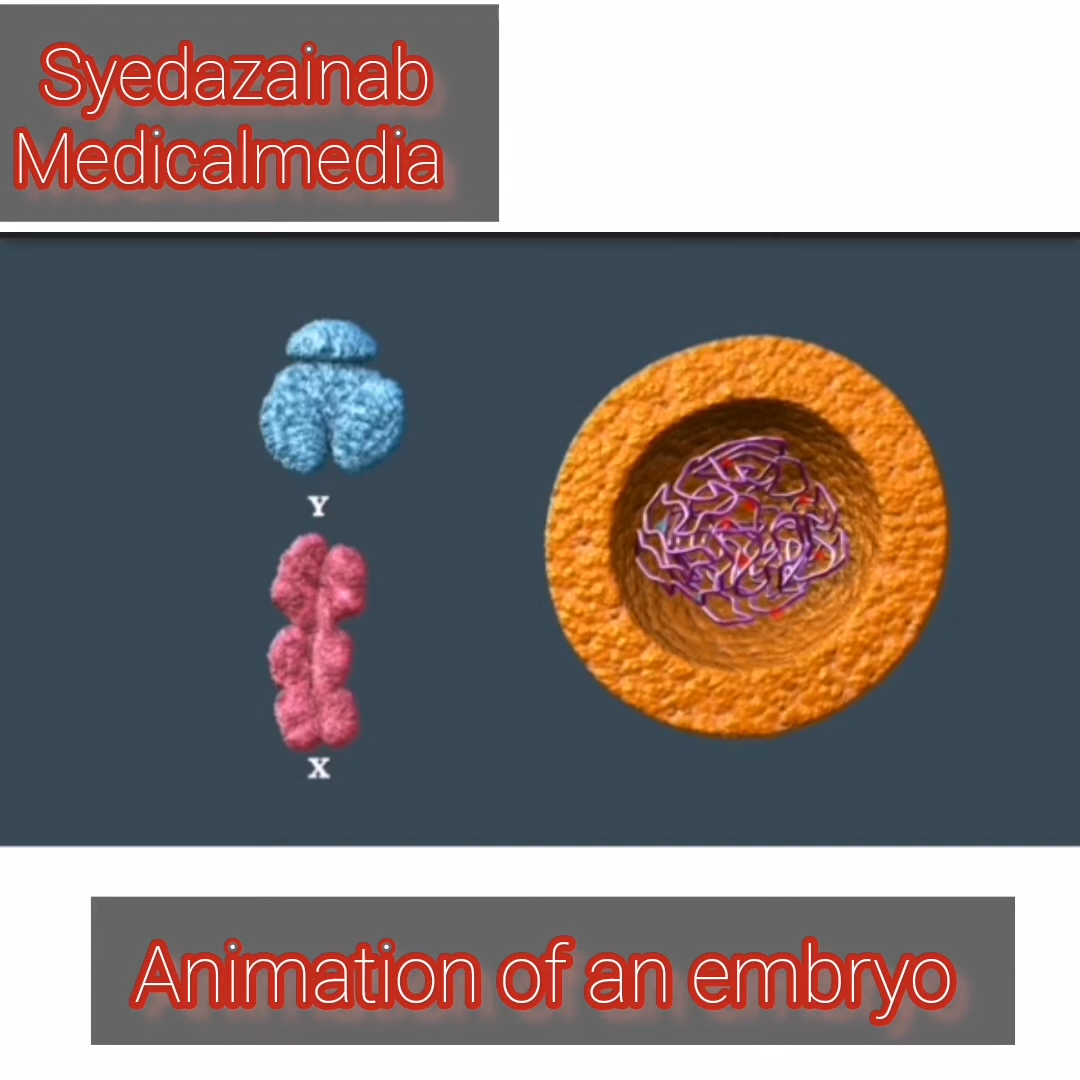 Syedazainab
Medicalmedia
Y
X
Animation of an embryo